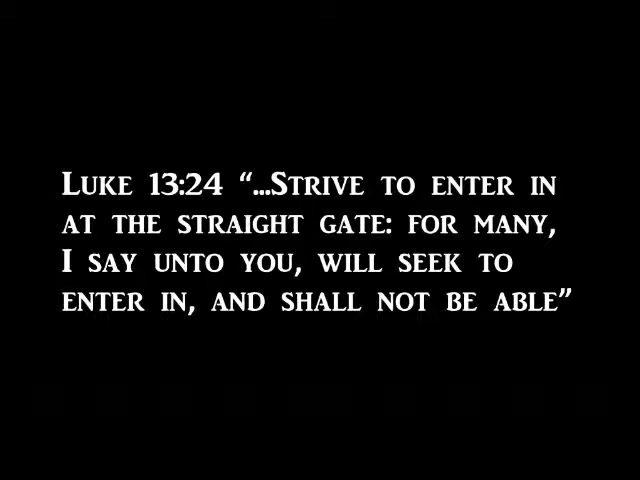 Luke 13:24 “...Strive to enter in
at the straight gate: for many,
I say unto you, will seek to
enter in, and shall not be able”